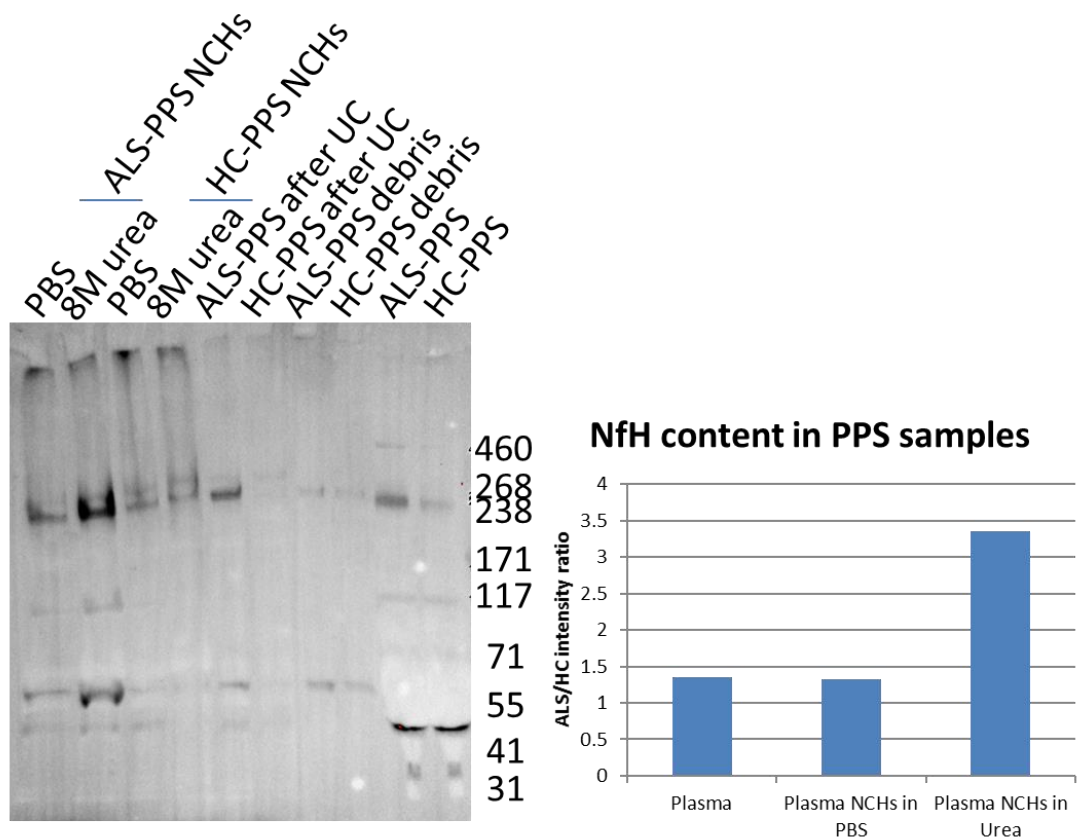 ALS-PPS NCHs
HC-PPS NCHs
PBS
8M urea
PBS
8M urea
ALS-PPS after UC
HC-PPS after UC
ALS-PPS debris
HC-PPS debris
ALS-PPS
HC-PPS
460
268
238
171
117
71
55
41
31
NfH content in PPS samples
ALS/HC intensity ratio
4
3.5
3
2.5
2
1.5
1
0.5
0
Plasma
Plasma NCHs in
PBS
Plasma NCHs in
Urea